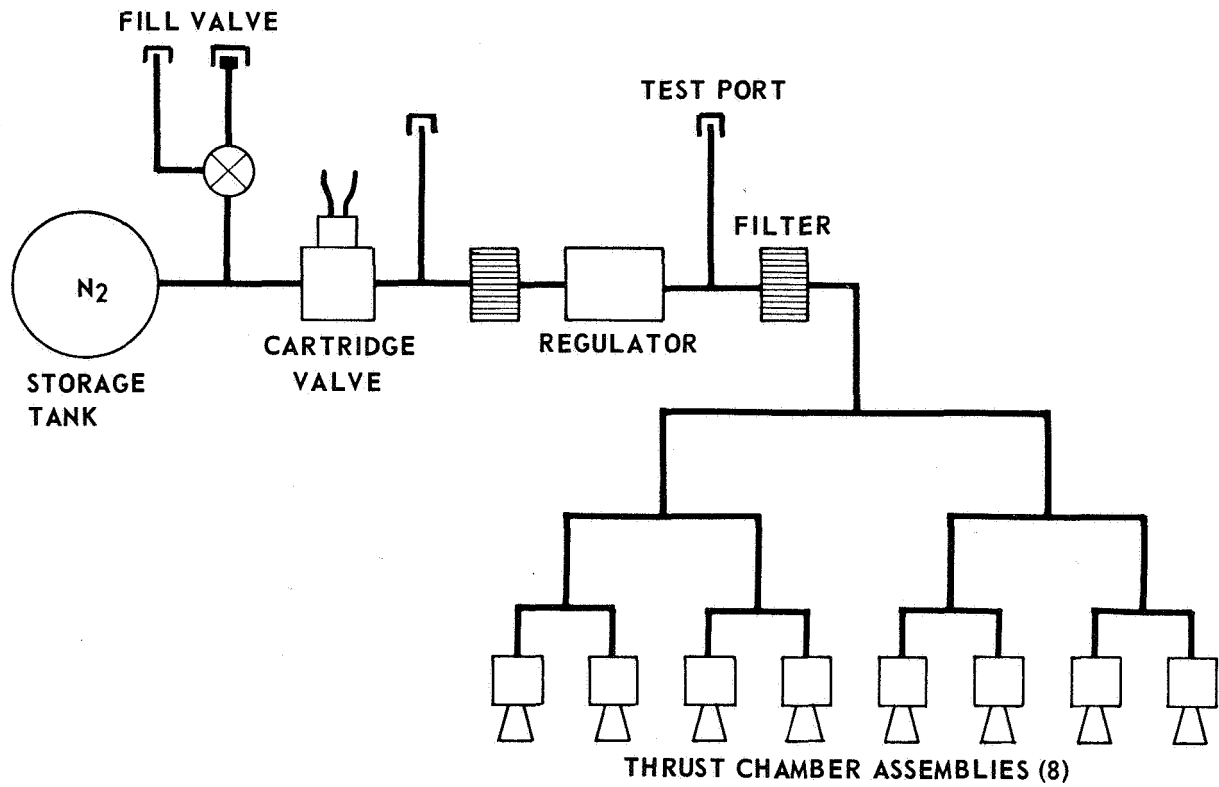 FILL VALVE
TEST PORT
FILTER
N2
CARTRIDGE
VALVE
REGULATOR
STORAGE
TANK
THRUST CHAMBER ASSEMBLIES (8)